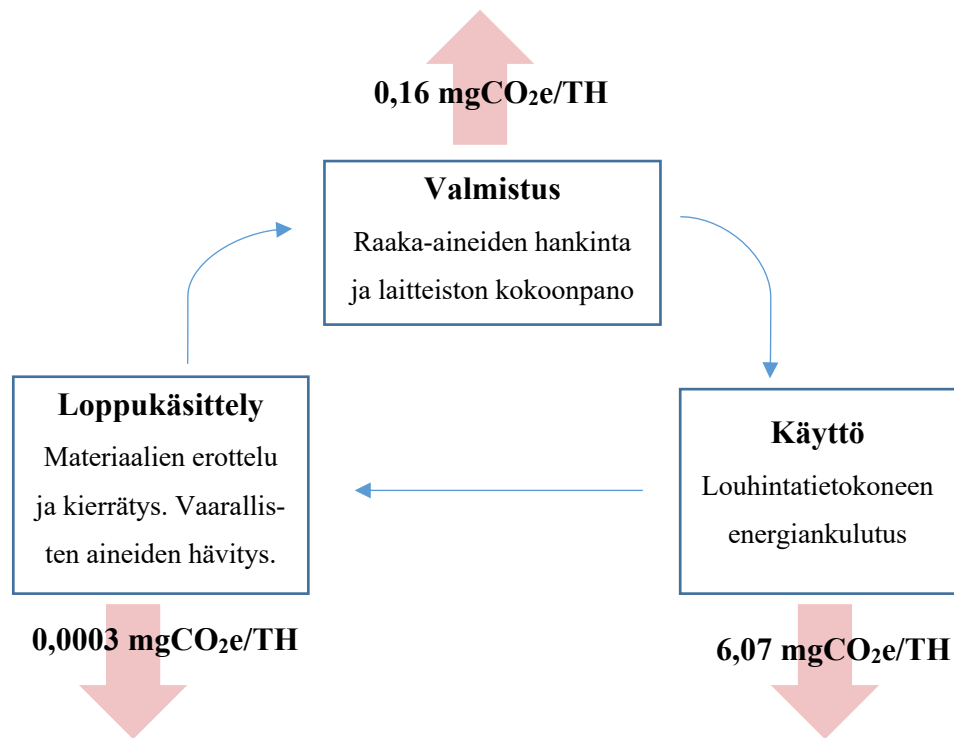 0,16 mgCO₂e/TH
Valmistus
Raaka-aineiden hankinta
ja laitteiston kokoonpano
Loppukäsittely
Materiaalien erottelu
ja kierrätys. Vaarallis-
ten aineiden hävitys.
0,0003 mgCO₂e/TH
Käyttö
Louhintatietokoneen
energiankulutus
6,07 mgCO₂e/TH